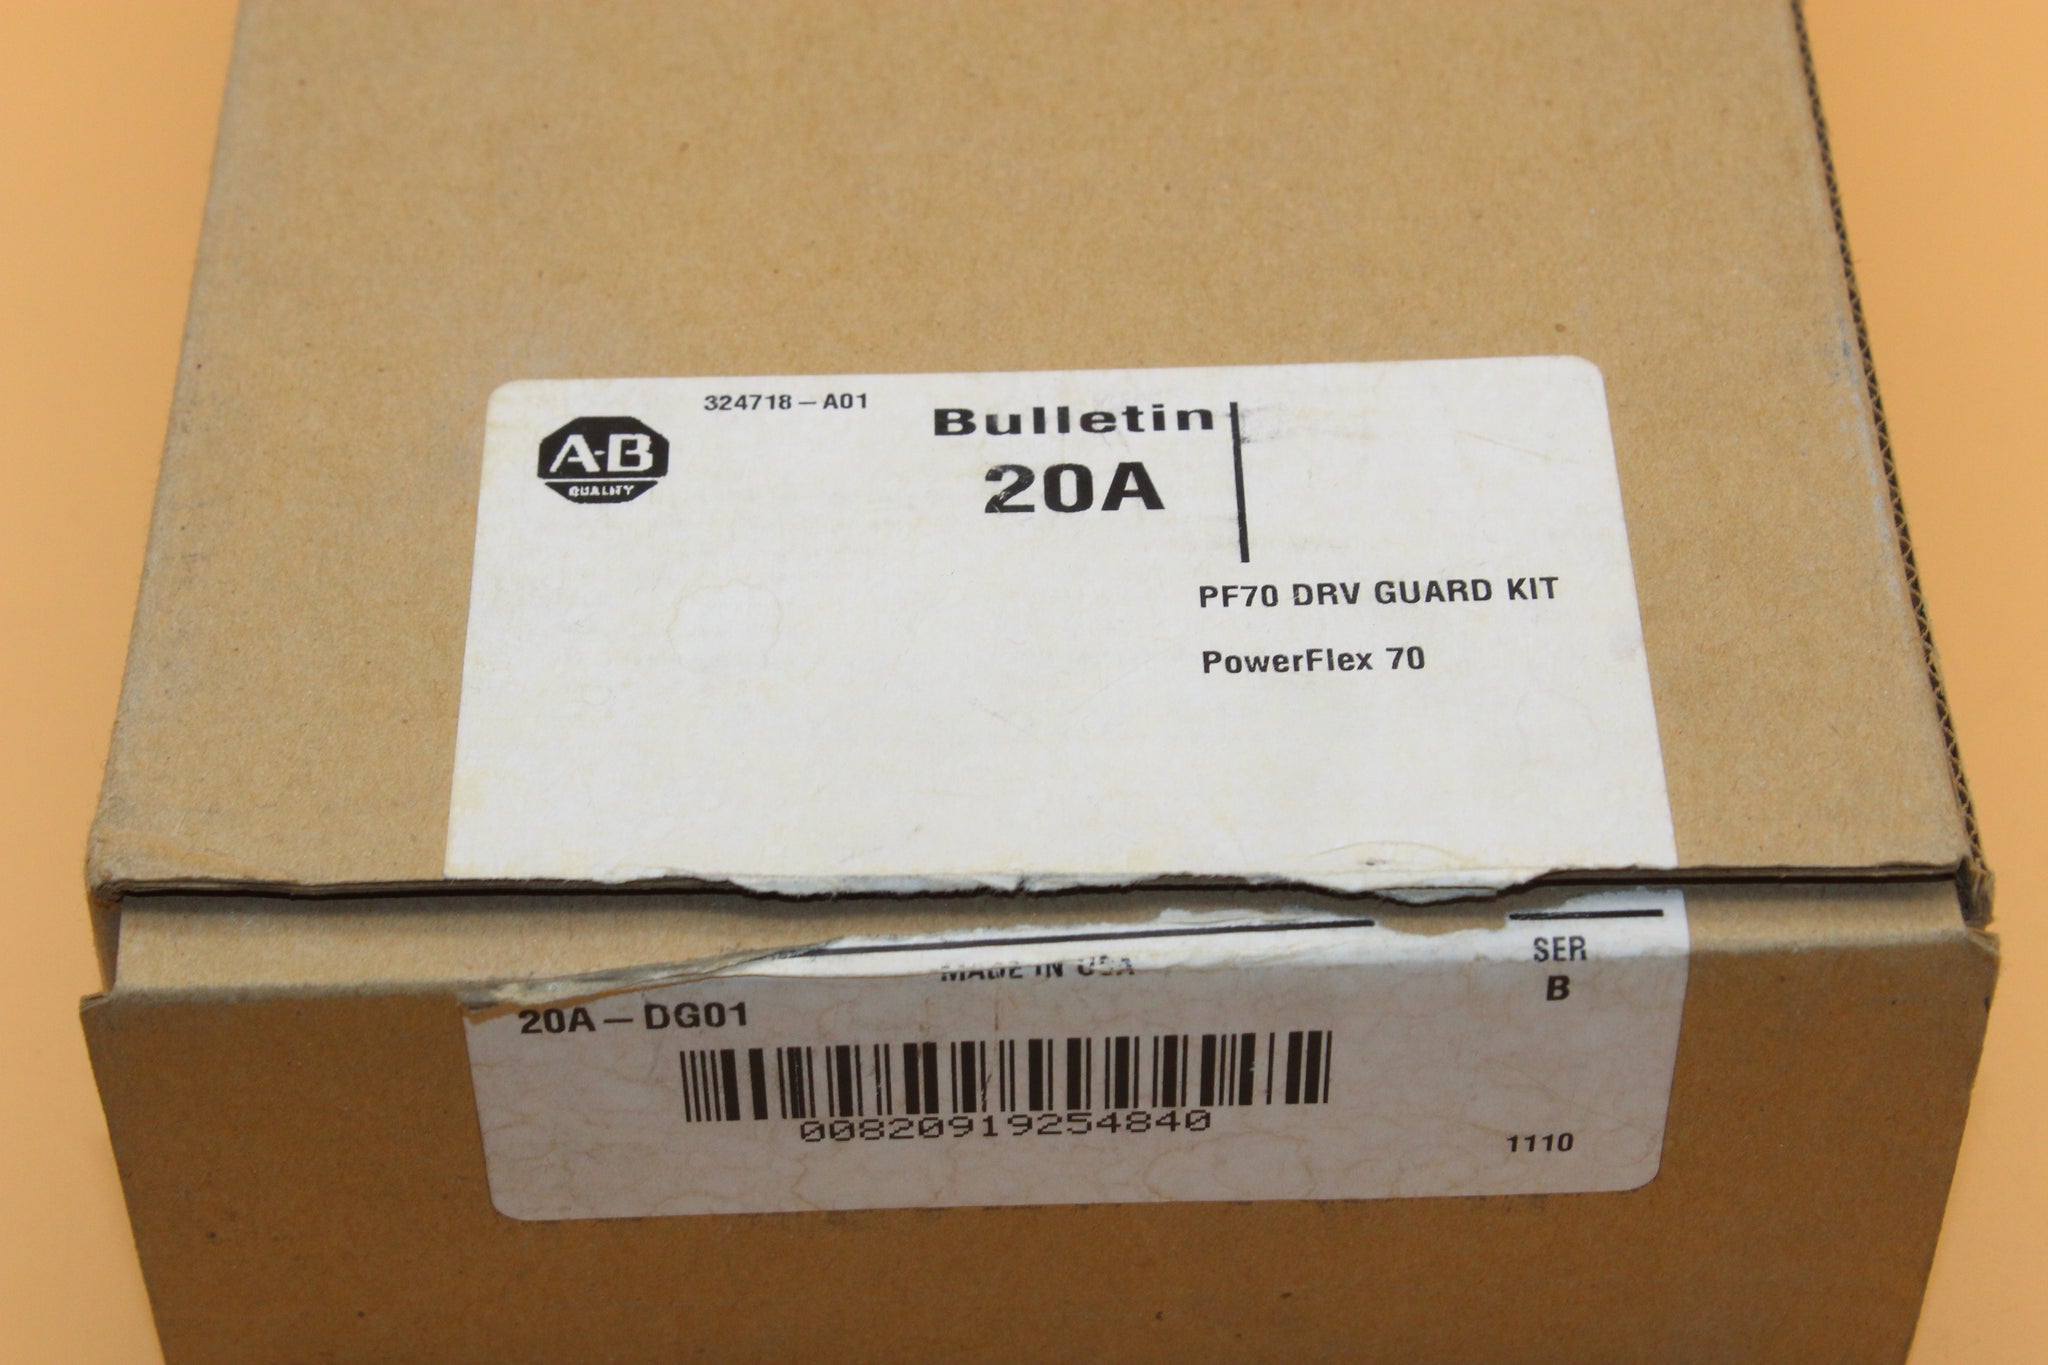 324718-A01
A-B
QUALITY
Bulletin
20A
PF70 DRV GUARD KIT
PowerFlex 70
MADE IN USA
SER
B
20A-DG01
00820919254840
1110